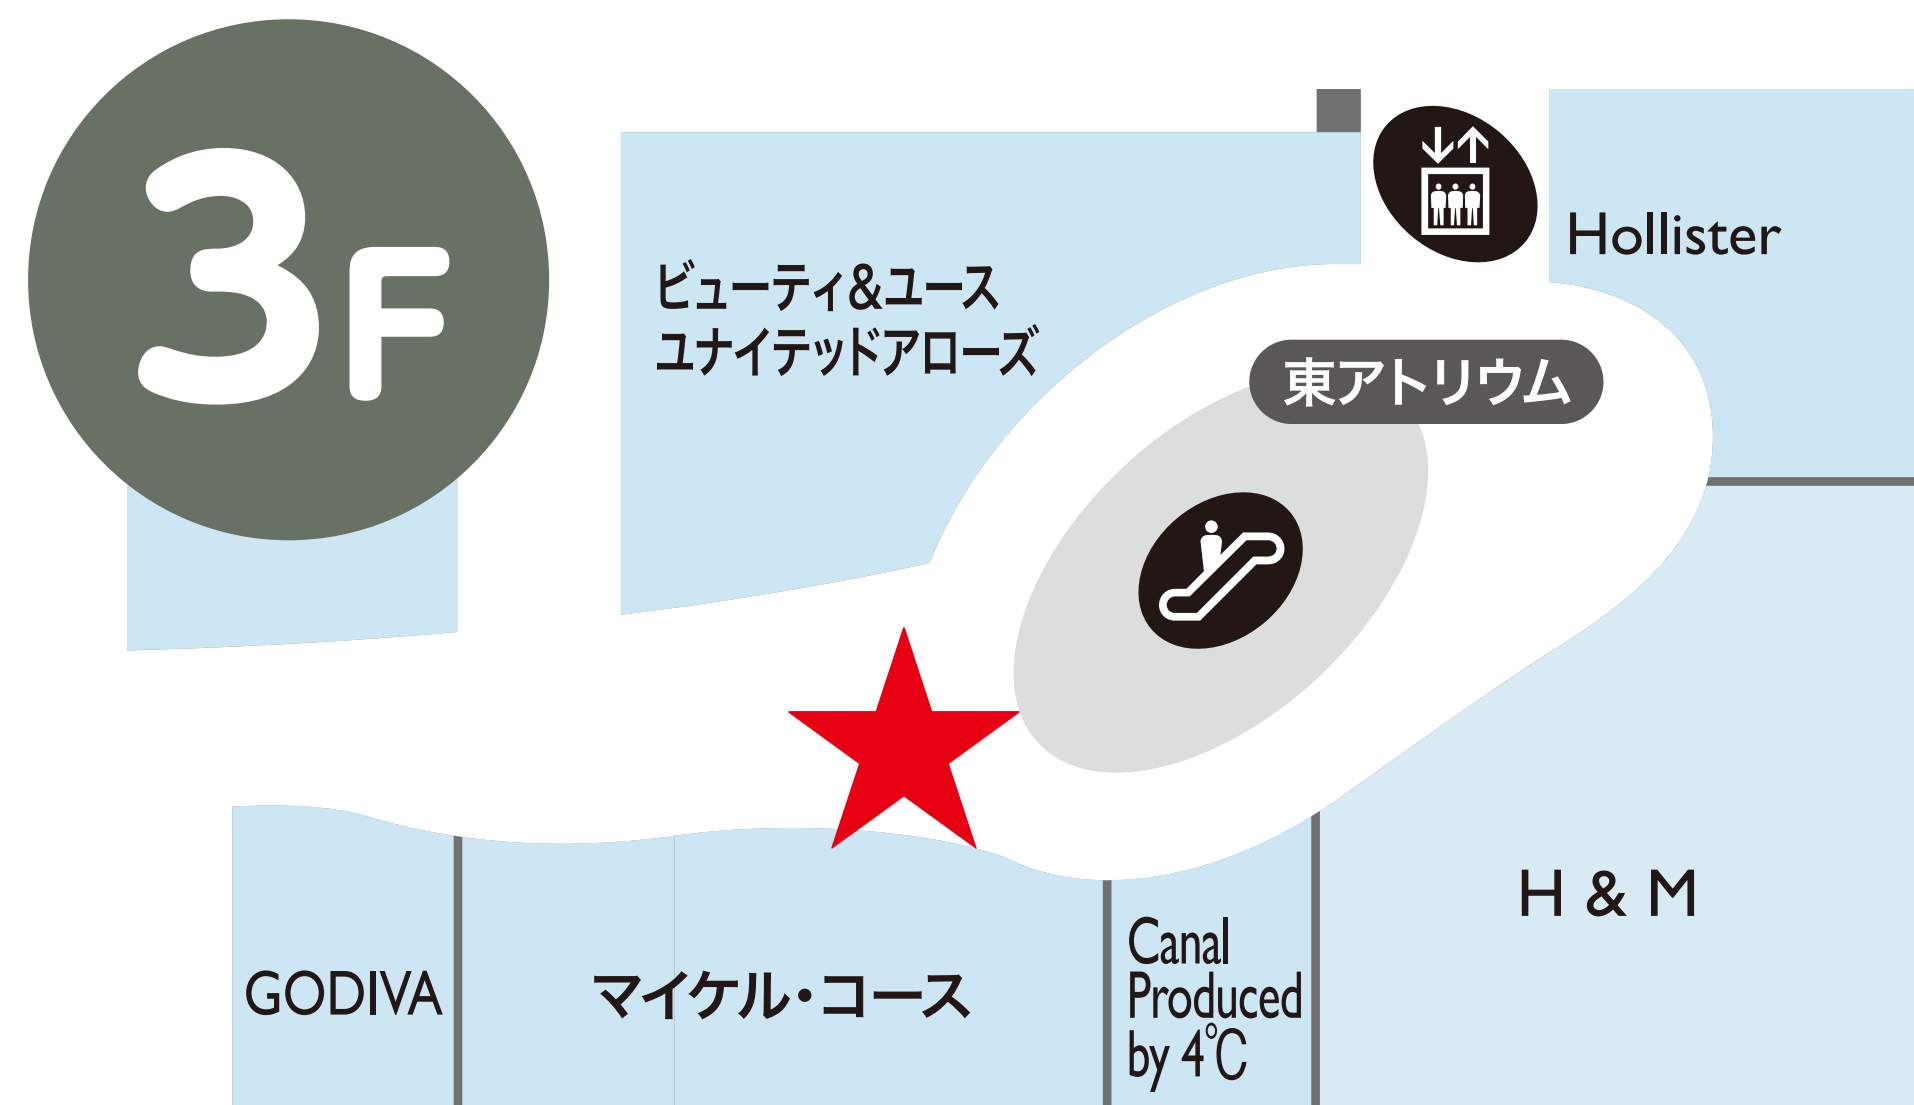 3F
Hollister
ビューティ&ユース
ユナイテッドアローズ
東アトリウム
H & M
GODIVA
マイケル・コース
Canal
Produced
by 4℃